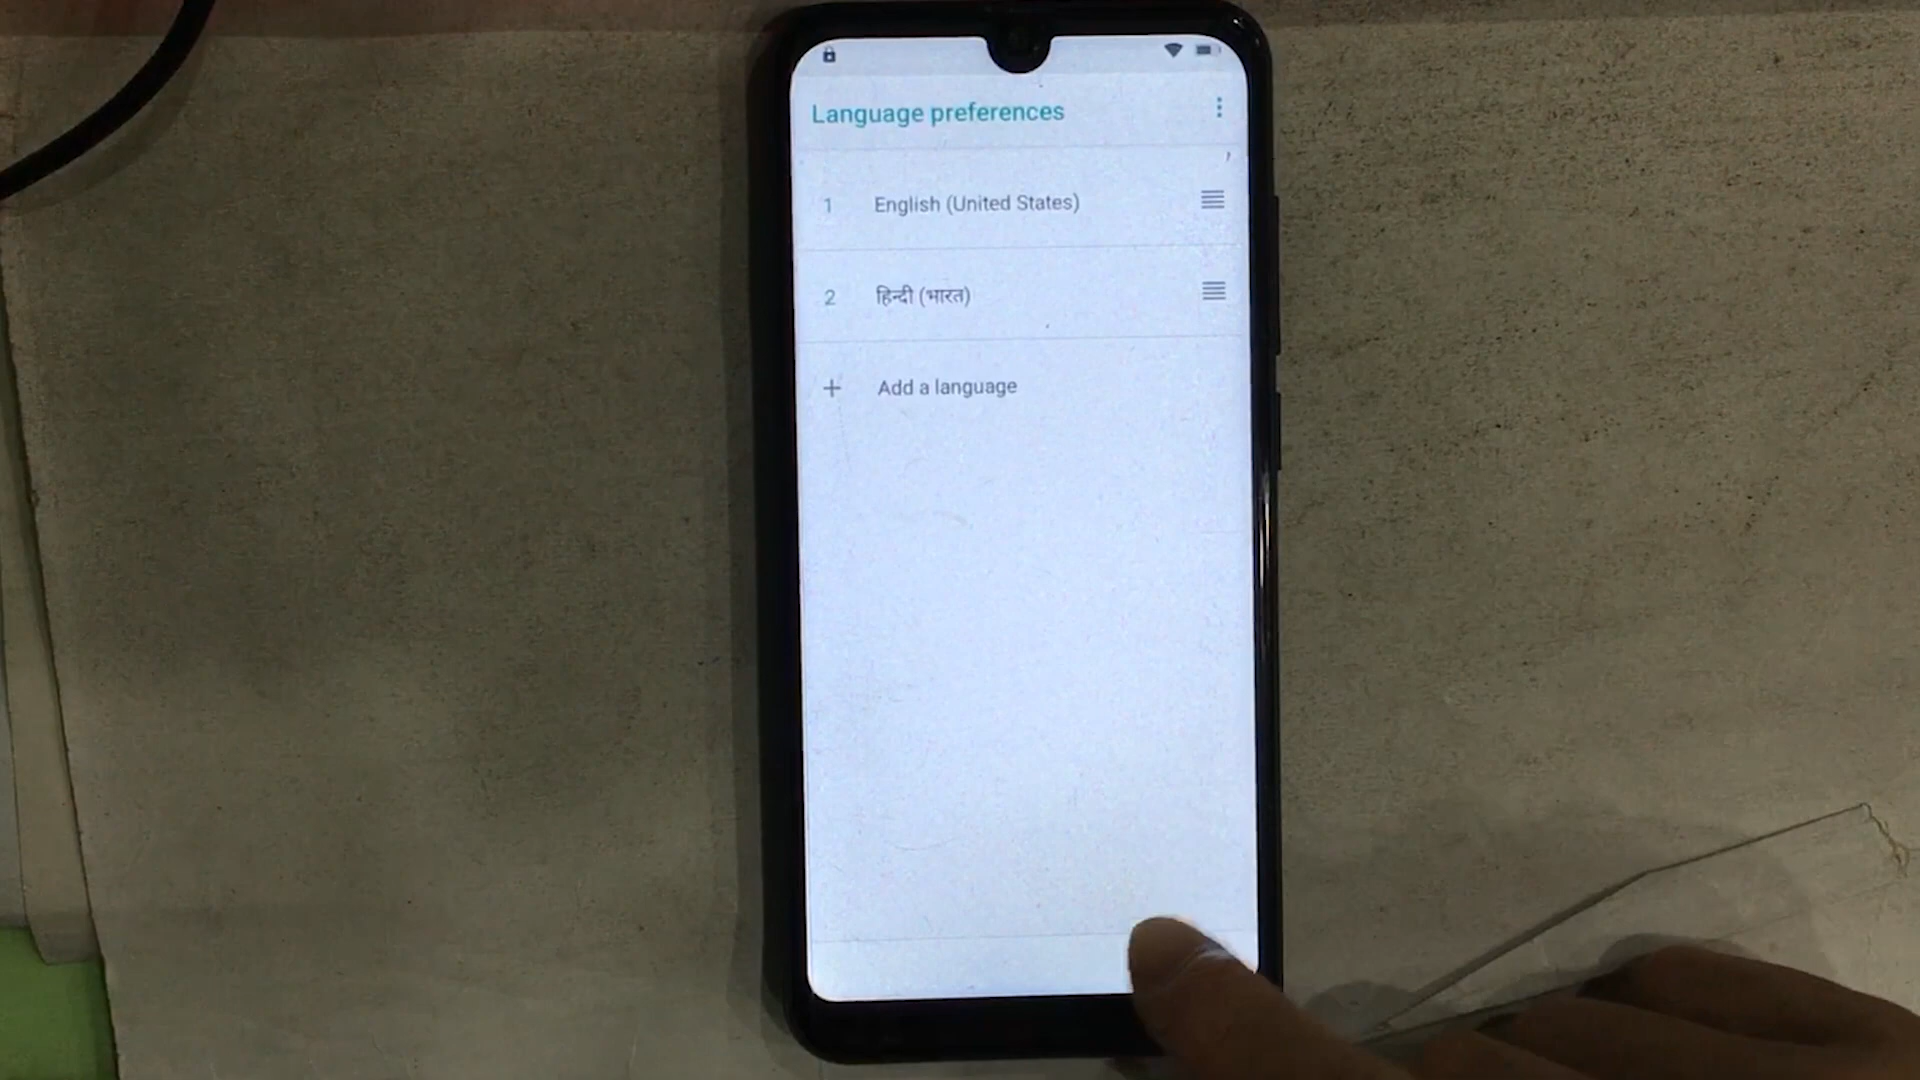 Language preferences
1 English (United States)
2 हिन्दी (भारत)
+ Add a language